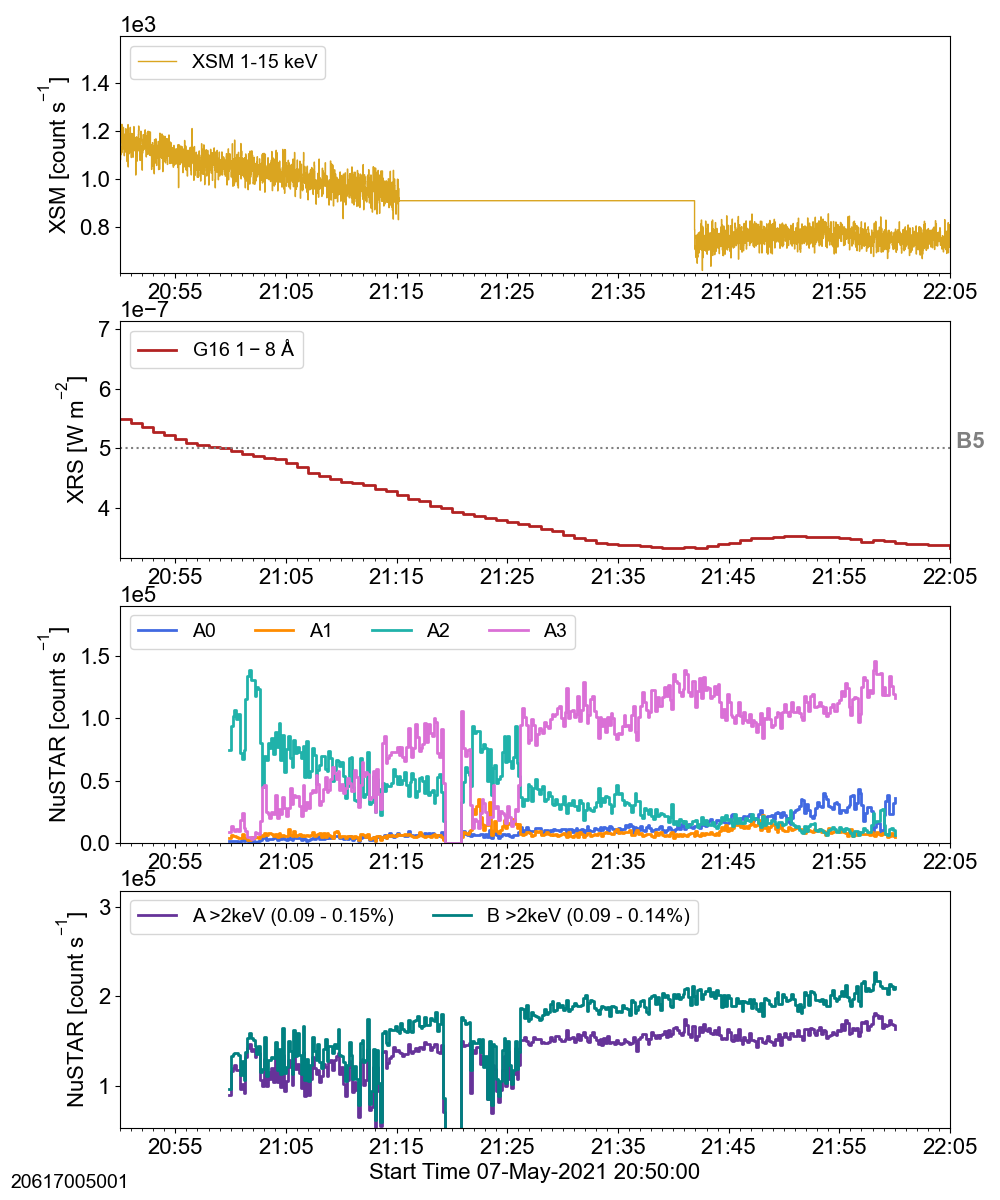 1e3
XSM 1-15 keV
XSM [count s⁻¹]
1.4
1.2
1.0
0.8
20:55 21:05 21:15 21:25 21:35 21:45 21:55 22:05
1e−7
G16 1 − 8 Å
XRS [W m⁻²]
7
6
5
4
B5
20:55 21:05 21:15 21:25 21:35 21:45 21:55 22:05
1e5
A0 A1 A2 A3
NuSTAR [count s⁻¹]
1.5
1.0
0.5
0.0
20:55 21:05 21:15 21:25 21:35 21:45 21:55 22:05
1e5
A >2keV (0.09 - 0.15%) B >2keV (0.09 - 0.14%)
NuSTAR [count s⁻¹]
3
2
1
20:55 21:05 21:15 21:25 21:35 21:45 21:55 22:05
Start Time 07-May-2021 20:50:00
20617005001